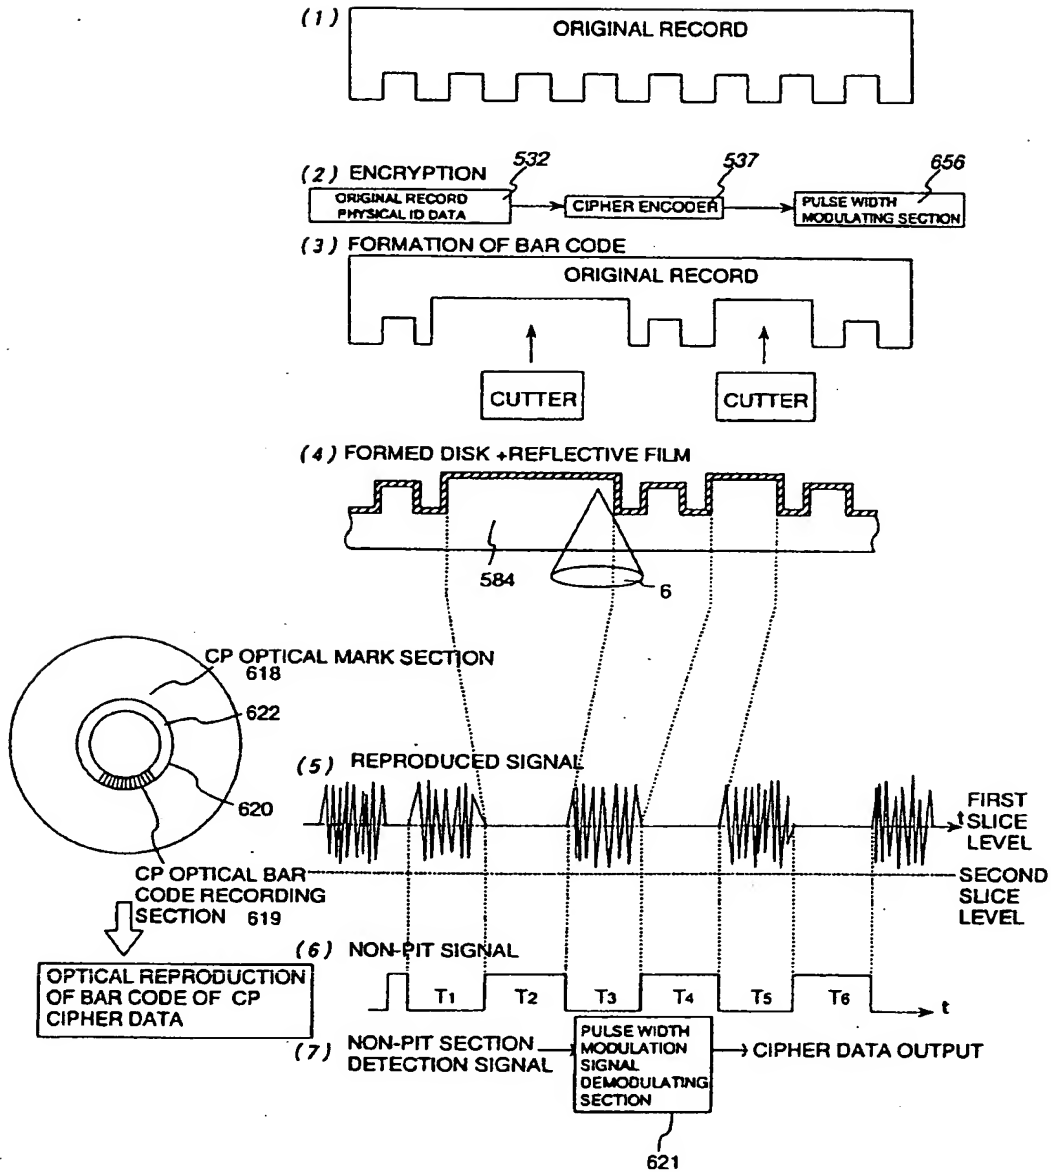 (1)
ORIGINAL RECORD
(2) ENCRYPTION
532
537
656
ORIGINAL RECORD
PHYSICAL ID DATA
CIPHER ENCODER
PULSE WIDTH
MODULATING SECTION
(3) FORMATION OF BAR CODE
ORIGINAL RECORD
CUTTER
CUTTER
(4) FORMED DISK +REFLECTIVE FILM
584
6
CP OPTICAL MARK SECTION
618
622
620
CP OPTICAL BAR
CODE RECORDING
SECTION 619
OPTICAL REPRODUCTION
OF BAR CODE OF CP
CIPHER DATA
(5) REPRODUCED SIGNAL
t
FIRST
SLICE
LEVEL
SECOND
SLICE
LEVEL
(6) NON-PIT SIGNAL
T1 T2 T3 T4 T5 T6
t
(7) NON-PIT SECTION
DETECTION SIGNAL
PULSE WIDTH
MODULATION
SIGNAL
DEMODULATING
SECTION
CIPHER DATA OUTPUT
621